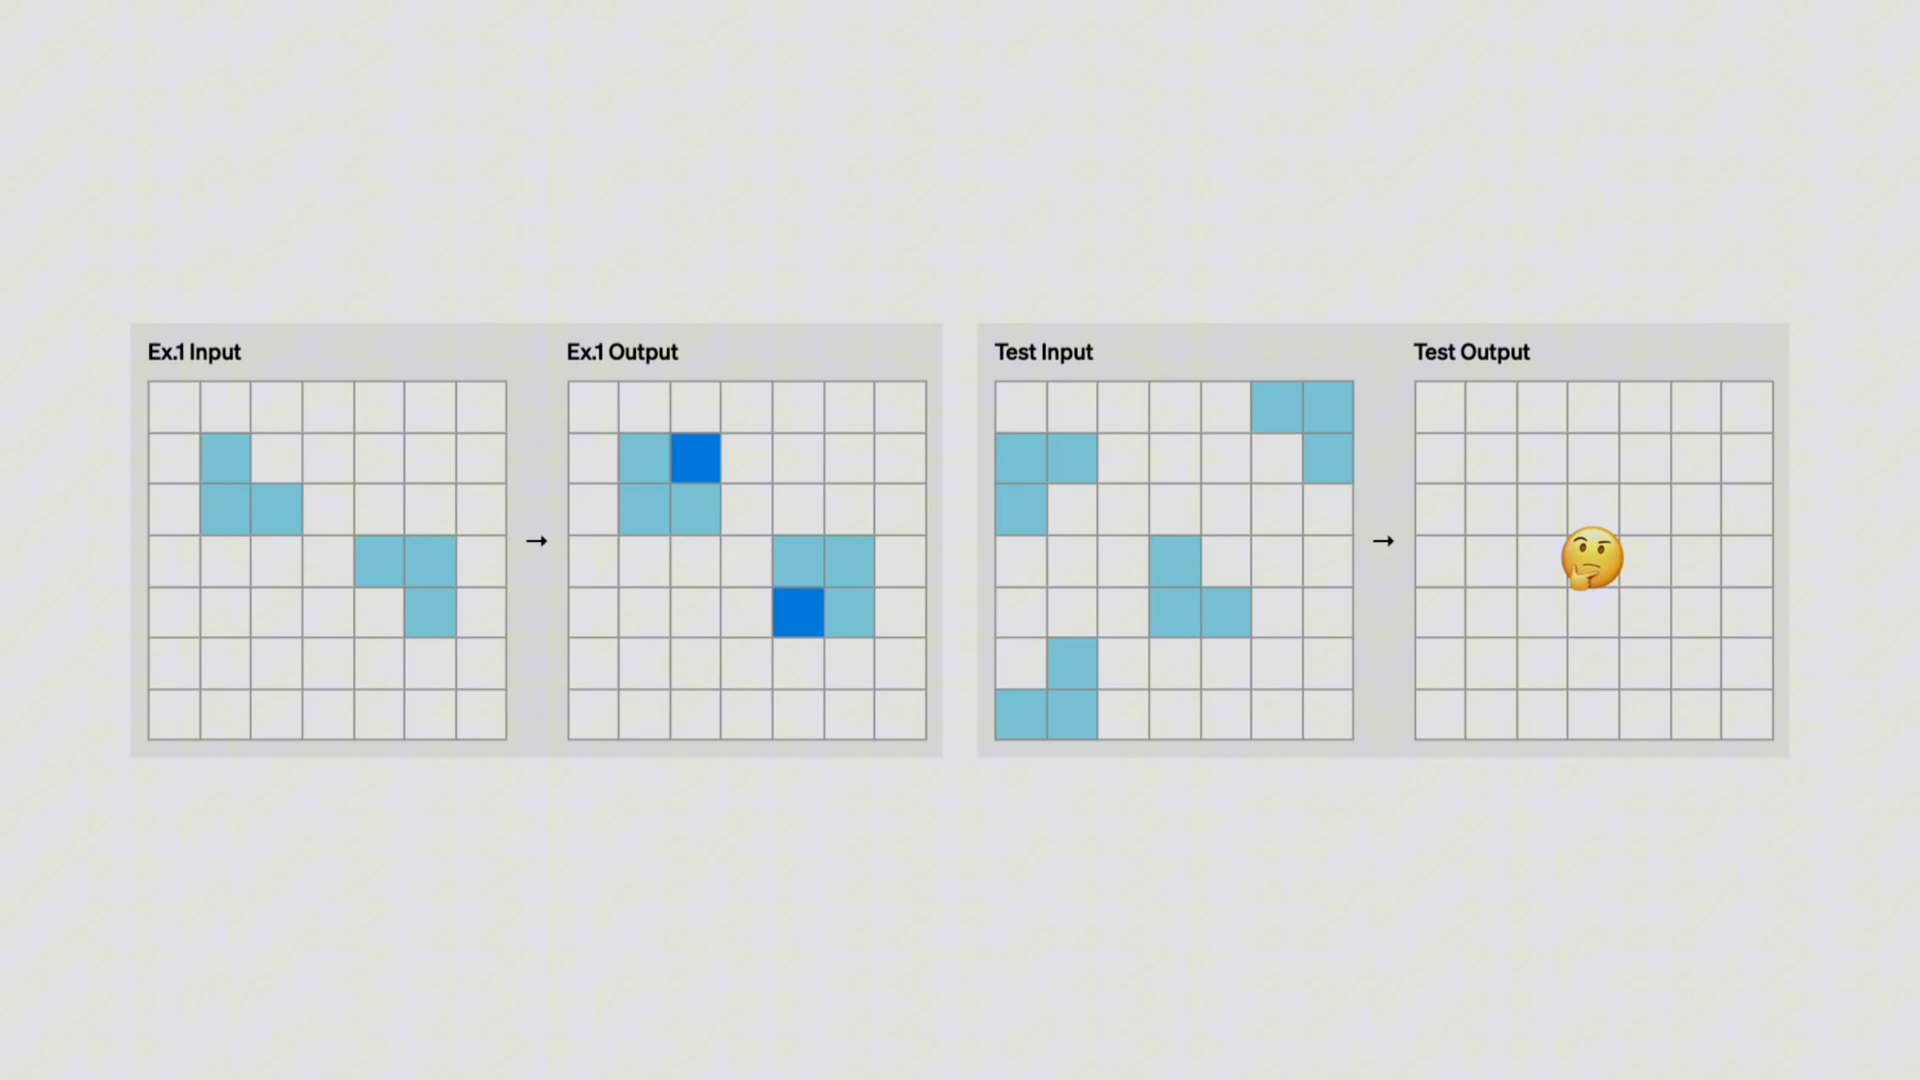 Ex.1 Input
Ex.1 Output
Test Input
Test Output
→
→